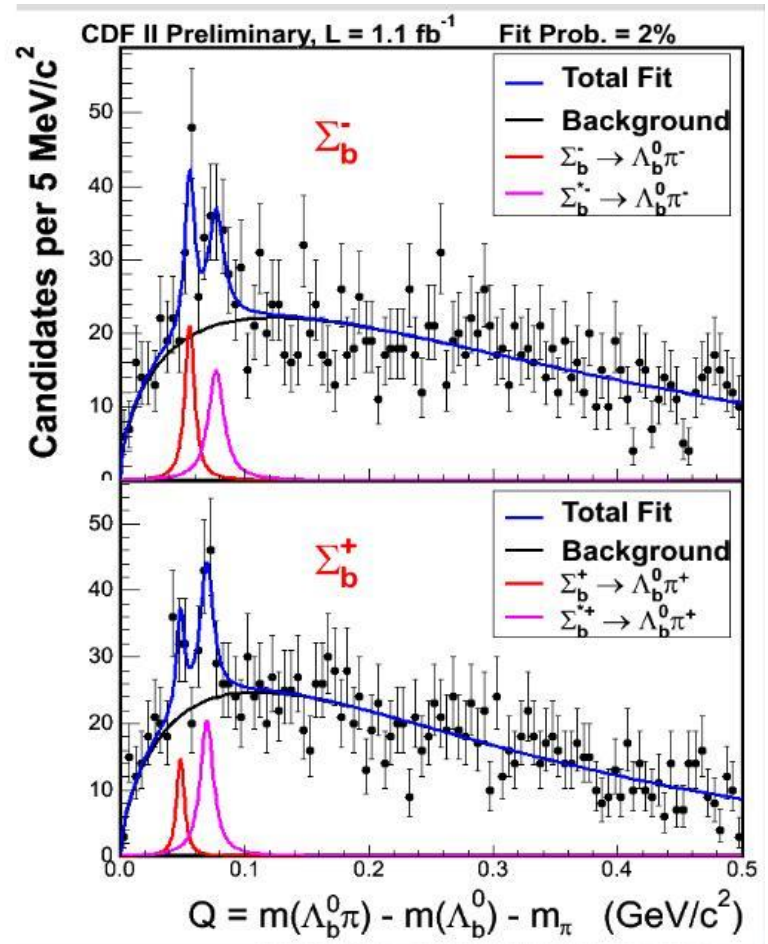 CDF II Preliminary, L = 1.1 fb⁻¹ Fit Prob. = 2%
Candidates per 5 MeV/c²
50
40
30
20
10
0
Σb⁻
Total Fit
Background
Σb⁻ → Λb⁰π⁻
Σb*⁻ → Λb⁰π⁻
50
40
30
20
10
0
Σb⁺
Total Fit
Background
Σb⁺ → Λb⁰π⁺
Σb*⁺ → Λb⁰π⁺
0.0 0.1 0.2 0.3 0.4 0.5
Q = m(Λb⁰π) - m(Λb⁰) - mπ (GeV/c²)